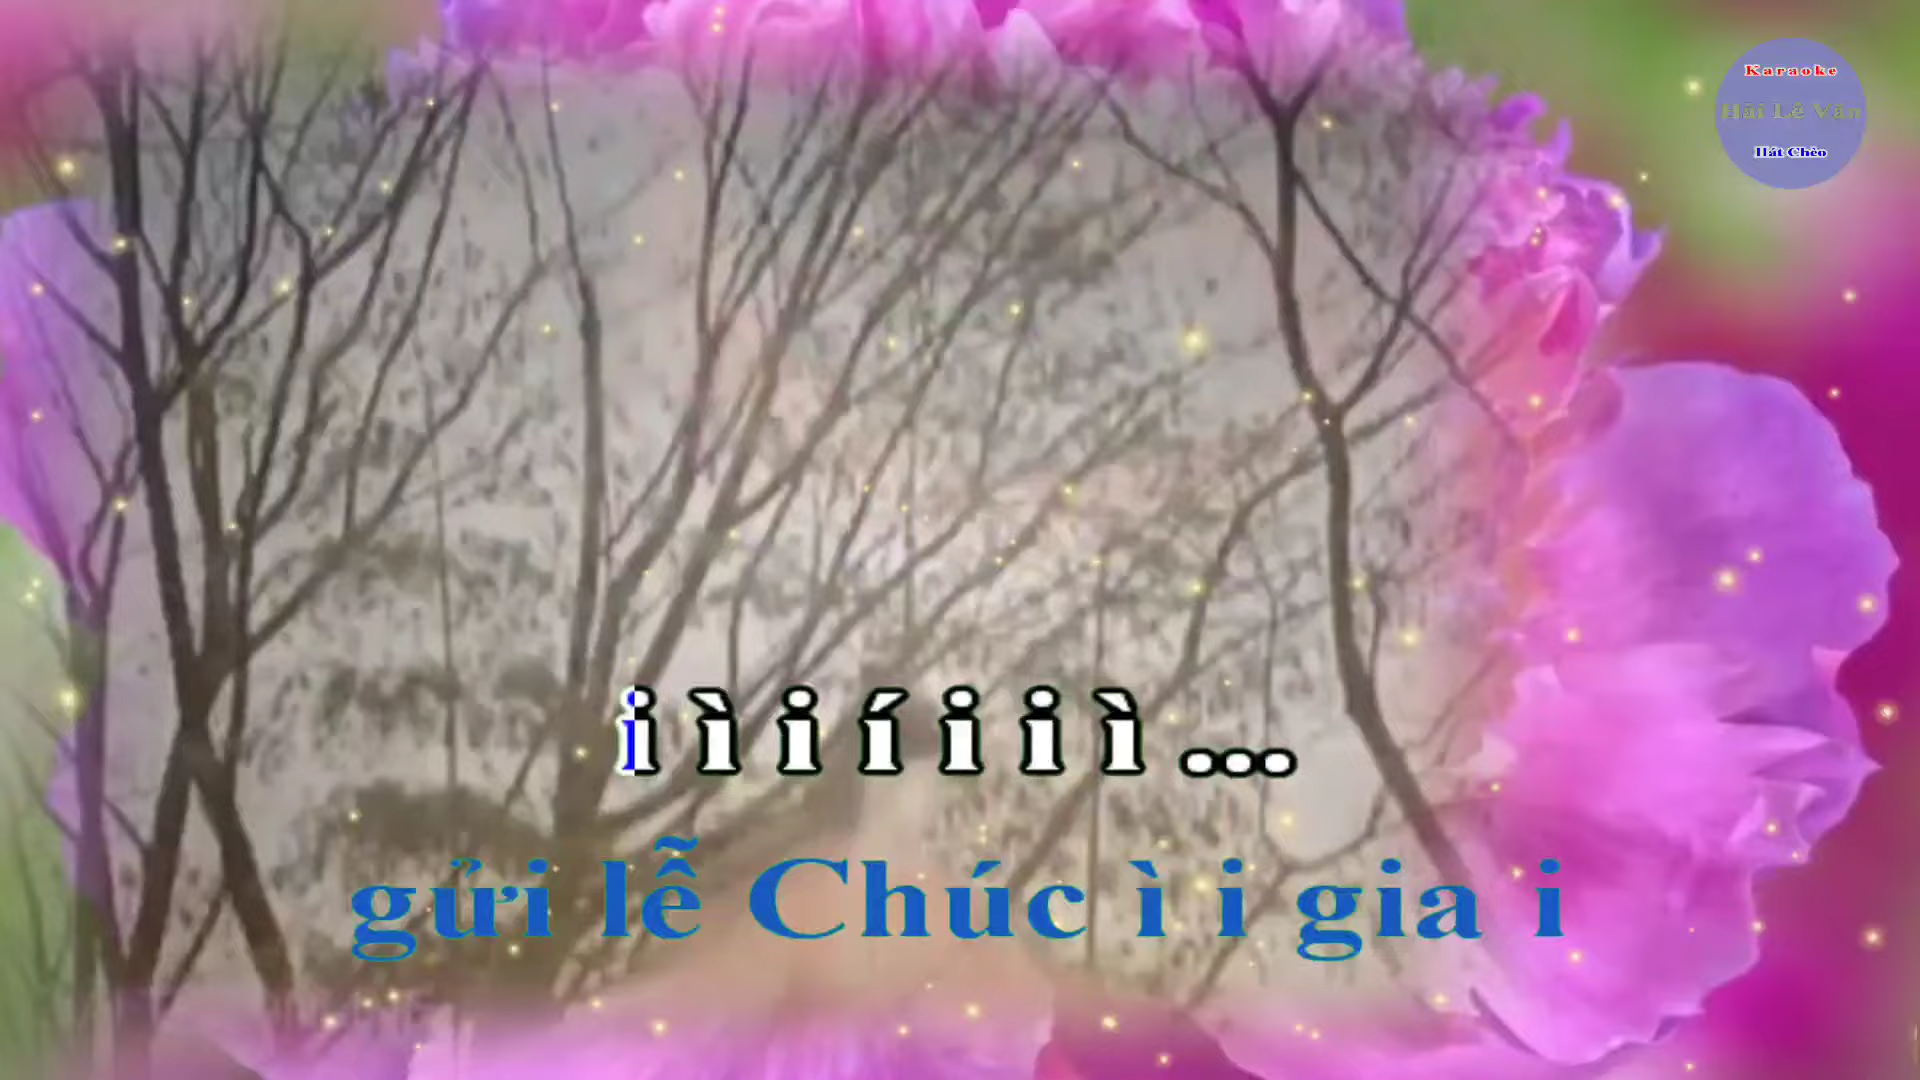 Karaoke
Hải Lê Văn
Hát Chèo
i ì i í i i ì ...
gửi lễ Chúc ì i gia i